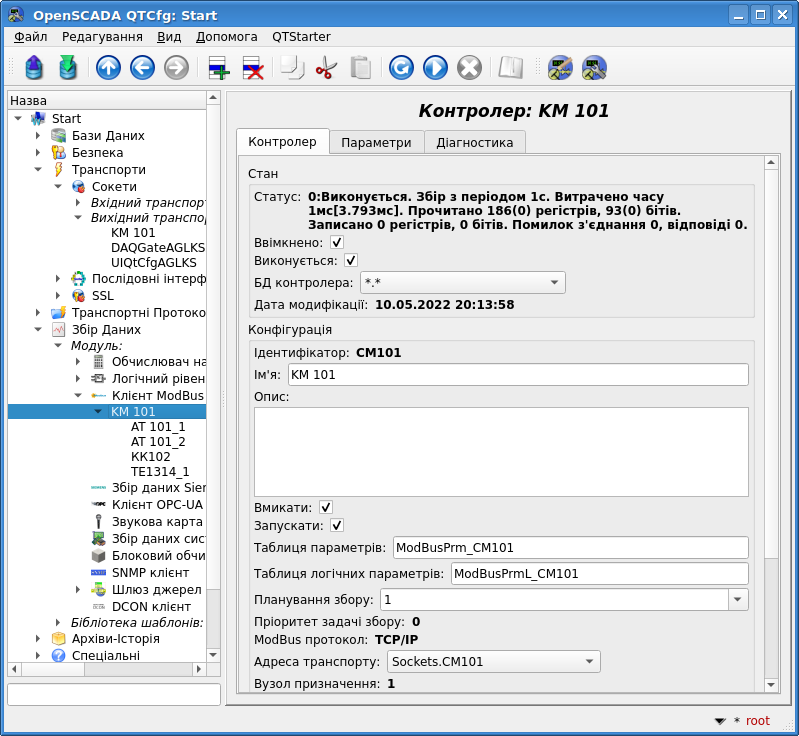 OpenSCADA QTCfg: Start
Файл Редагування Вид Допомога QTStarter
Назва
Start
Бази Даних
Безпека
Транспорти
Сокети
Вхідний транспор
Вихідний транспо
КМ 101
DAQGateAGLKS
UIQtCfgAGLKS
Послідовні інтерф
SSL
Транспортні Протоко
Збір Даних
Модуль:
Обчислювач на
Логічний рівен
Клієнт ModBus
КМ 101
AT 101_1
AT 101_2
КК102
TE1314_1
Збір даних Sier
Клієнт OPC-UA
Звукова карта
Збір даних сис
Блоковий обчи
SNMP клієнт
Шлюз джерел
DCON клієнт
Бібліотека шаблонів:
Архіви-Історія
Спеціальні
Контролер: КМ 101
Контролер Параметри Діагностика
Стан
Статус: 0:Виконується. Збір з періодом 1с. Витрачено часу
1мс[3.793мс]. Прочитано 186(0) регістрів, 93(0) бітів.
Записано 0 регістрів, 0 бітів. Помилок з'єднання 0, відповіді 0.
Ввімкнено:
Виконується:
БД контролера: *.*
Дата модифікації: 10.05.2022 20:13:58
Конфігурація
Ідентифікатор: CM101
Ім'я: КМ 101
Опис:
Вмикати:
Запускати:
Таблиця параметрів: ModBusPrm_CM101
Таблиця логічних параметрів: ModBusPrmL_CM101
Планування збору: 1
Пріоритет задачі збору: 0
ModBus протокол: TCP/IP
Адреса транспорту: Sockets.CM101
Вузол призначення: 1
* root